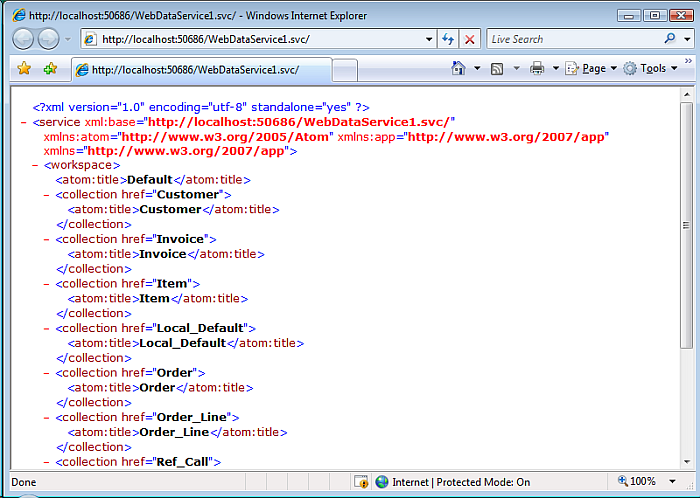 http://localhost:50686/WebDataService1.svc/ - Windows Internet Explorer
http://localhost:50686/WebDataService1.svc/
Live Search
http://localhost:50686/WebDataService1.svc/
Page
Tools
<?xml version="1.0" encoding="utf-8" standalone="yes" ?>
- <service xml:base="http://localhost:50686/WebDataService1.svc/"
xmlns:atom="http://www.w3.org/2005/Atom" xmlns:app="http://www.w3.org/2007/app"
xmlns="http://www.w3.org/2007/app">
- <workspace>
<atom:title>Default</atom:title>
- <collection href="Customer">
<atom:title>Customer</atom:title>
</collection>
- <collection href="Invoice">
<atom:title>Invoice</atom:title>
</collection>
- <collection href="Item">
<atom:title>Item</atom:title>
</collection>
- <collection href="Local_Default">
<atom:title>Local_Default</atom:title>
</collection>
- <collection href="Order">
<atom:title>Order</atom:title>
</collection>
- <collection href="Order_Line">
<atom:title>Order_Line</atom:title>
</collection>
- <collection href="Ref_Call">
Done
Internet | Protected Mode: On
100%